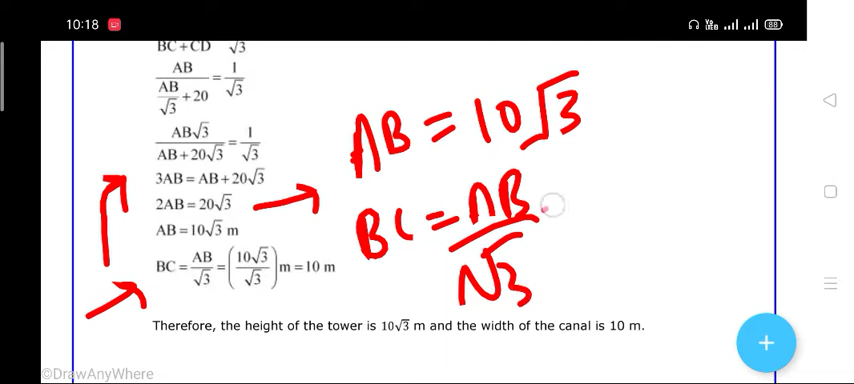 10:18
Vo LTE 88
BC+CD √3
AB/(AB/√3 + 20) = 1/√3
AB√3/(AB+20√3) = 1/√3
3AB = AB + 20√3
2AB = 20√3
AB = 10√3 m
BC = AB/√3 = (10√3/√3) m = 10 m
AB = 10√3
BC = AB/√3
Therefore, the height of the tower is 10√3 m and the width of the canal is 10 m.
©DrawAnyWhere